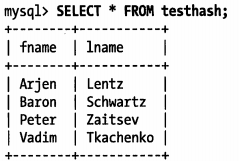 mysql> SELECT * FROM testhash;
+--------+-----------+
| fname | lname |
+--------+-----------+
| Arjen | Lentz |
| Baron | Schwartz |
| Peter | Zaitsev |
| Vadim | Tkachenko |
+--------+-----------+